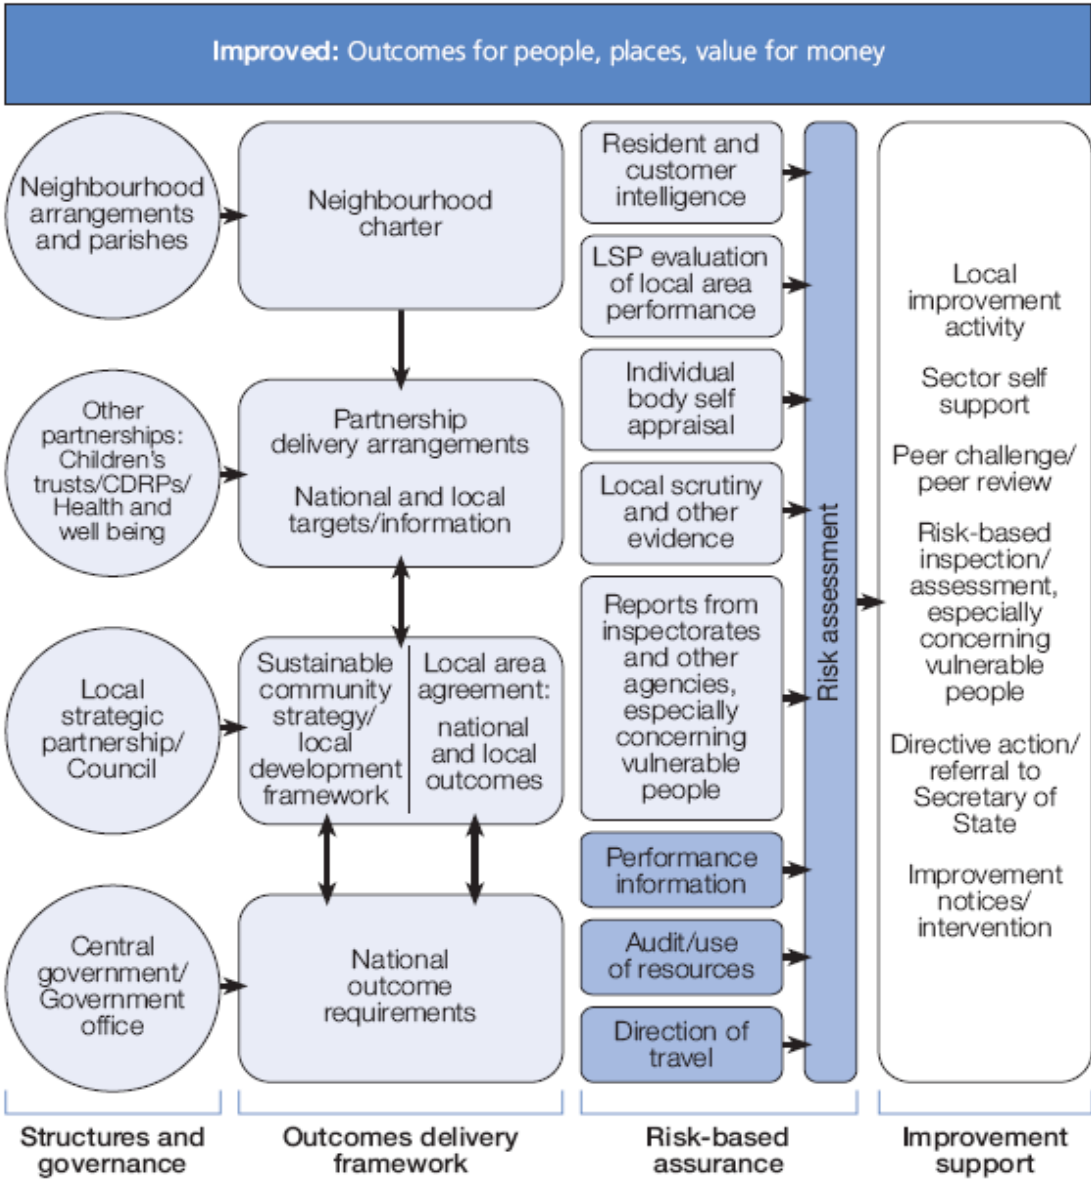 Improved: Outcomes for people, places, value for money
Neighbourhood
arrangements
and parishes
Neighbourhood
charter
Other
partnerships:
Children's
trusts/CDRPs/
Health and
well being
Partnership
delivery arrangements
National and local
targets/information
Local
strategic
partnership/
Council
Sustainable
community
strategy/
local
development
framework
Local area
agreement:
national
and local
outcomes
Central
government/
Government
office
National
outcome
requirements
Resident and
customer
intelligence
LSP evaluation
of local area
performance
Individual
body self
appraisal
Local scrutiny
and other
evidence
Reports from
inspectorates
and other
agencies,
especially
concerning
vulnerable
people
Performance
information
Audit/use
of resources
Direction of
travel
Risk assessment
Local
improvement
activity
Sector self
support
Peer challenge/
peer review
Risk-based
inspection/
assessment,
especially
concerning
vulnerable
people
Directive action/
referral to
Secretary of
State
Improvement
notices/
intervention
Structures and
governance
Outcomes delivery
framework
Risk-based
assurance
Improvement
support